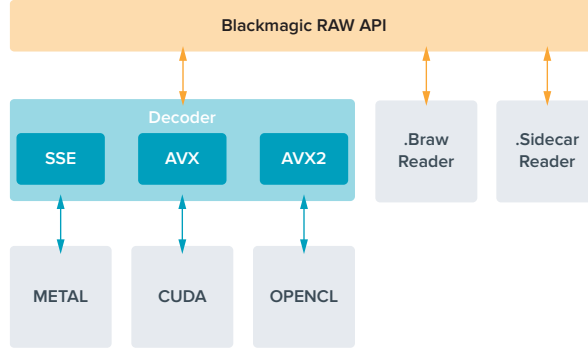 Blackmagic RAW API
Decoder
SSE
AVX
AVX2
.Braw
Reader
.Sidecar
Reader
METAL
CUDA
OPENCL